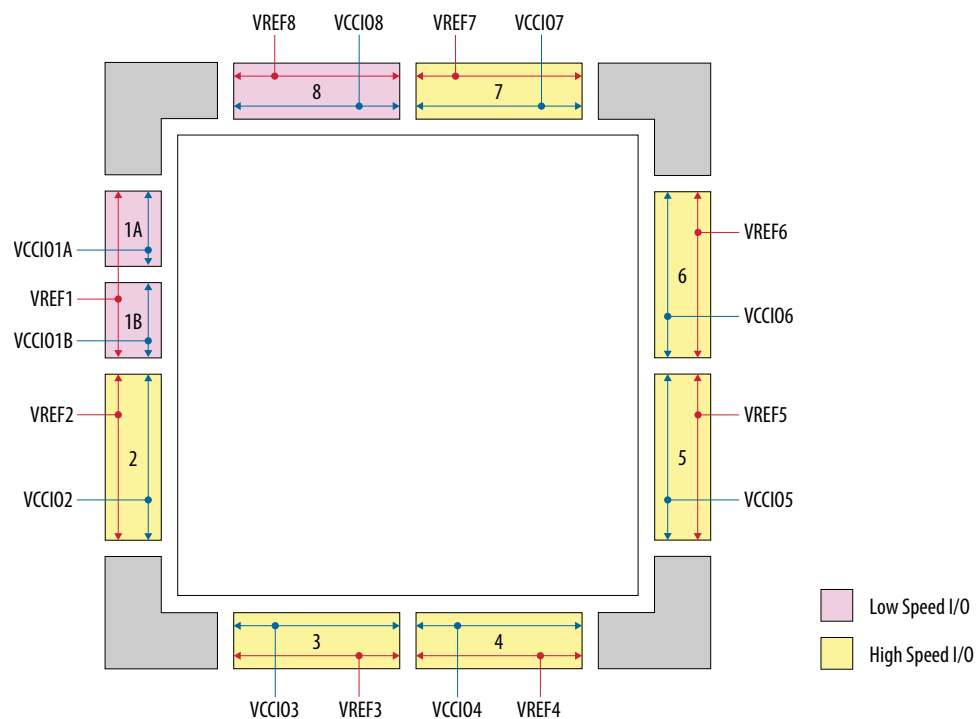 VREF8 VCCIO8 VREF7 VCCIO7
8 7
1A
VCCIO1A
VREF6
6
VREF1
1B
VCCIO6
VCCIO1B
VREF2
VREF5
2 5
VCCIO2
VCCIO5
Low Speed I/O
3 4
High Speed I/O
VCCIO3 VREF3 VCCIO4 VREF4